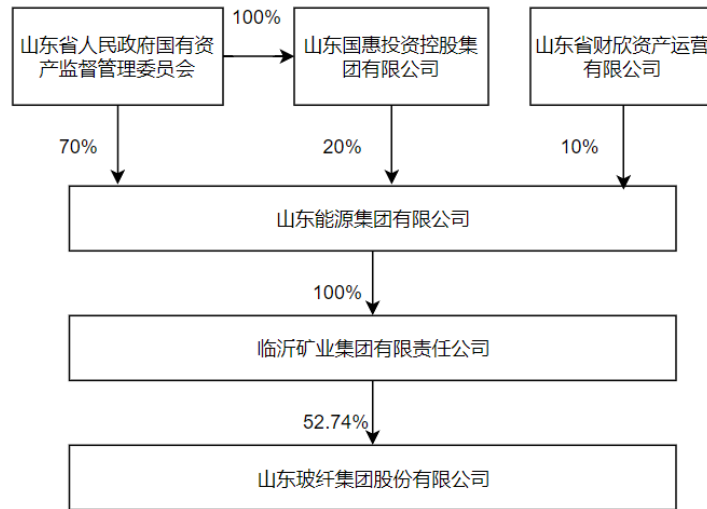 100%
山东省人民政府国有资
产监督管理委员会
山东国惠投资控股集
团有限公司
山东省财欣资产运营
有限公司
70%
20%
10%
山东能源集团有限公司
100%
临沂矿业集团有限责任公司
52.74%
山东玻纤集团股份有限公司